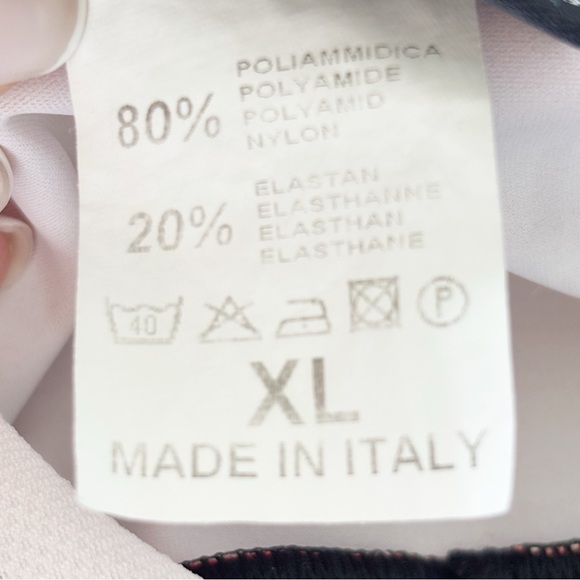 80%
POLIAMMIDICA
POLYAMIDE
POLYAMID
NYLON
20%
ELASTAN
ELASTHANNE
ELASTHAN
ELASTHANE
40
P
XL
MADE IN ITALY